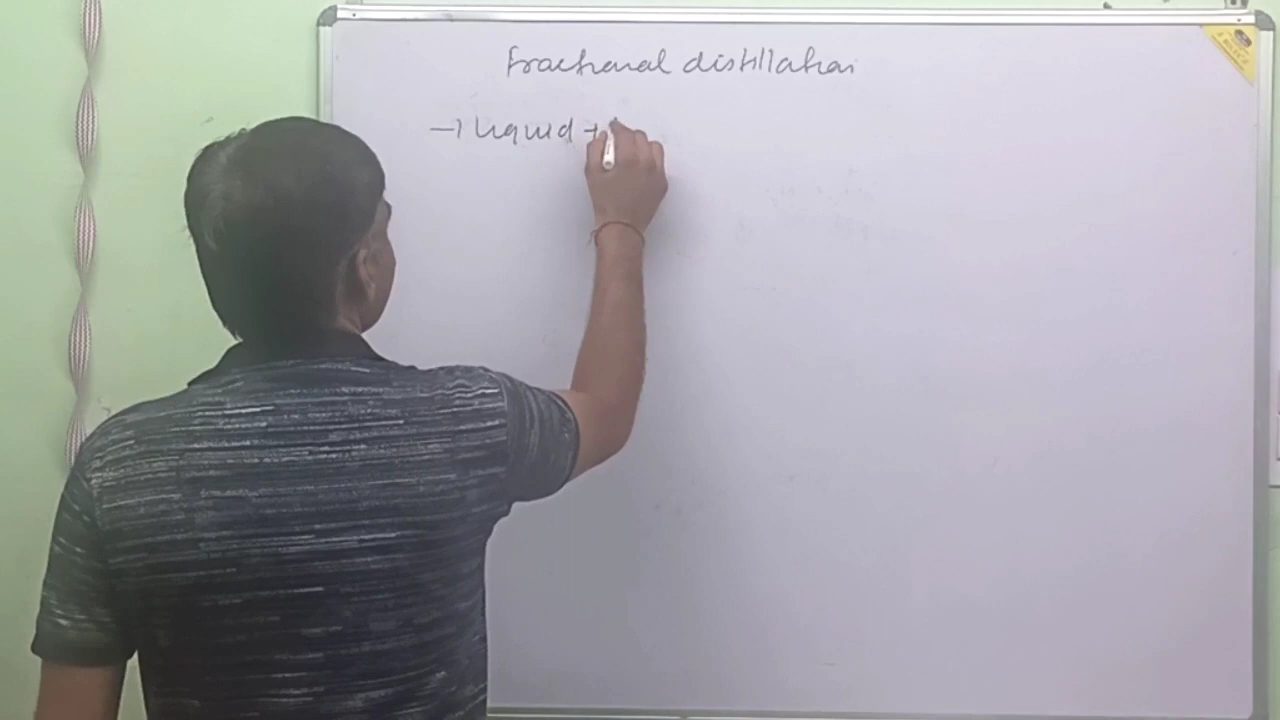 fractional distillation
→ liquid +